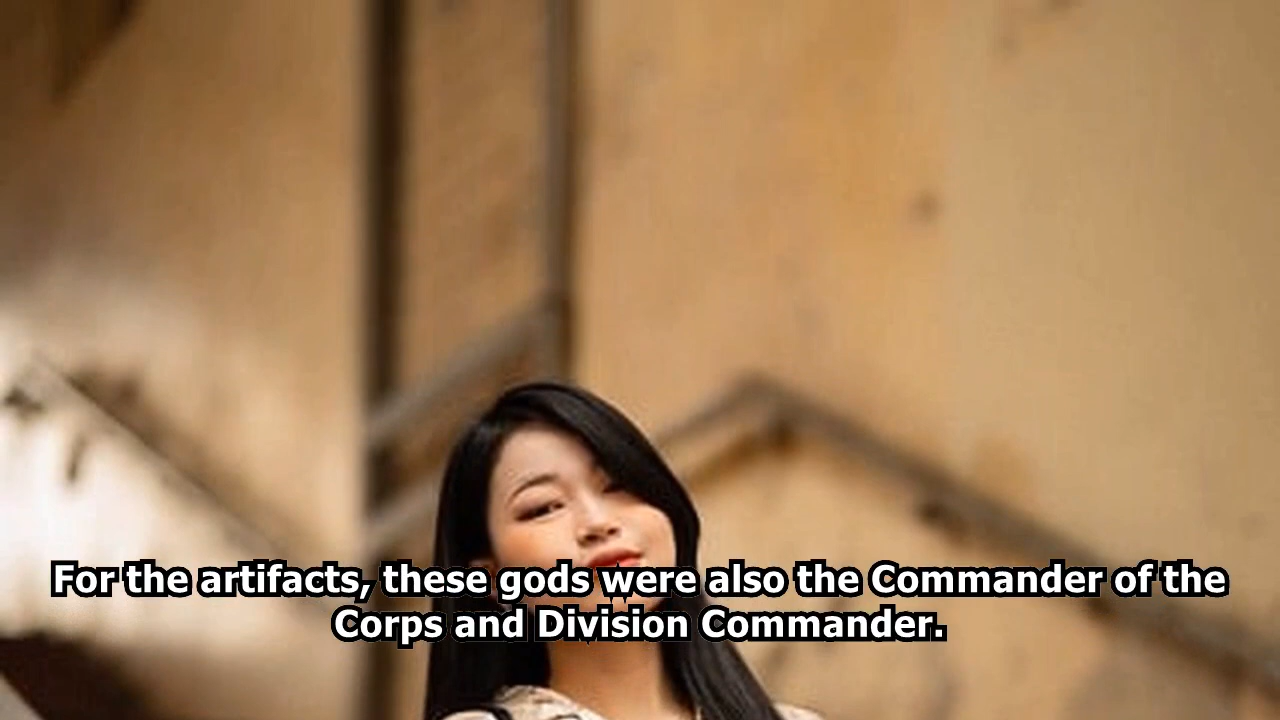 For the artifacts, these gods were also the Commander of the
Corps and Division Commander.